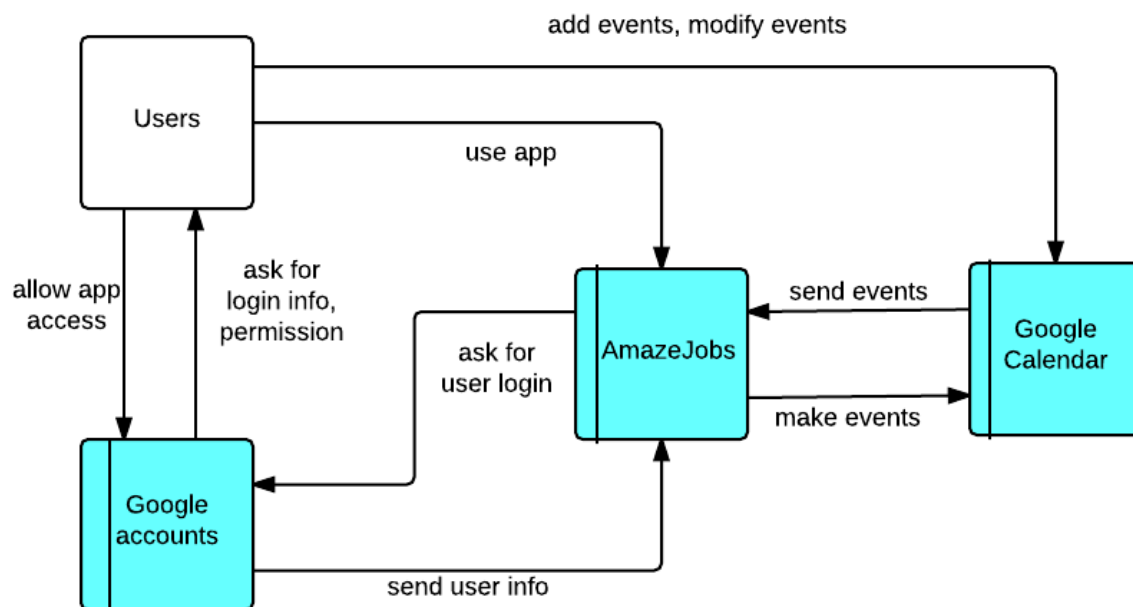 add events, modify events
Users
use app
allow app
access
ask for
login info,
permission
send events
Google
Calendar
AmazeJobs
ask for
user login
make events
Google
accounts
send user info